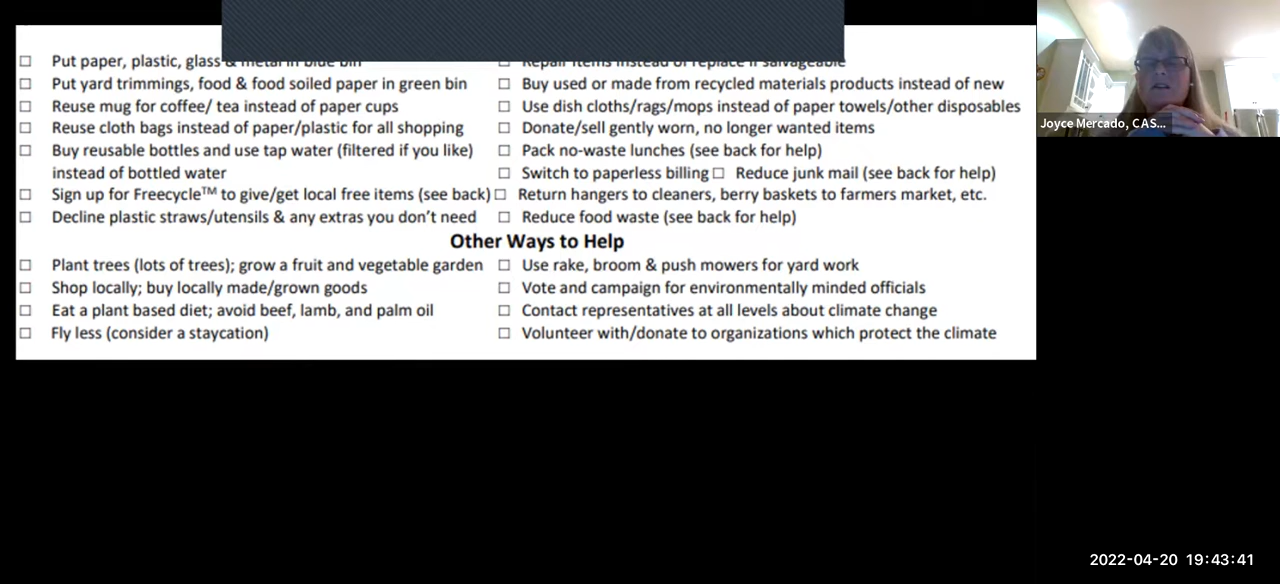 ☐ Put paper, plastic, glass & metal in blue bin
☐ Put yard trimmings, food & food soiled paper in green bin
☐ Reuse mug for coffee/ tea instead of paper cups
☐ Reuse cloth bags instead of paper/plastic for all shopping
☐ Buy reusable bottles and use tap water (filtered if you like)
instead of bottled water
☐ Sign up for Freecycle™ to give/get local free items (see back)
☐ Decline plastic straws/utensils & any extras you don't need
☐ Repair items instead of replace if salvageable
☐ Buy used or made from recycled materials products instead of new
☐ Use dish cloths/rags/mops instead of paper towels/other disposables
☐ Donate/sell gently worn, no longer wanted items
☐ Pack no-waste lunches (see back for help)
☐ Switch to paperless billing ☐ Reduce junk mail (see back for help)
☐ Return hangers to cleaners, berry baskets to farmers market, etc.
☐ Reduce food waste (see back for help)
Other Ways to Help
☐ Plant trees (lots of trees); grow a fruit and vegetable garden
☐ Shop locally; buy locally made/grown goods
☐ Eat a plant based diet; avoid beef, lamb, and palm oil
☐ Fly less (consider a staycation)
☐ Use rake, broom & push mowers for yard work
☐ Vote and campaign for environmentally minded officials
☐ Contact representatives at all levels about climate change
☐ Volunteer with/donate to organizations which protect the climate
Joyce Mercado, CAS...
2022-04-20 19:43:41